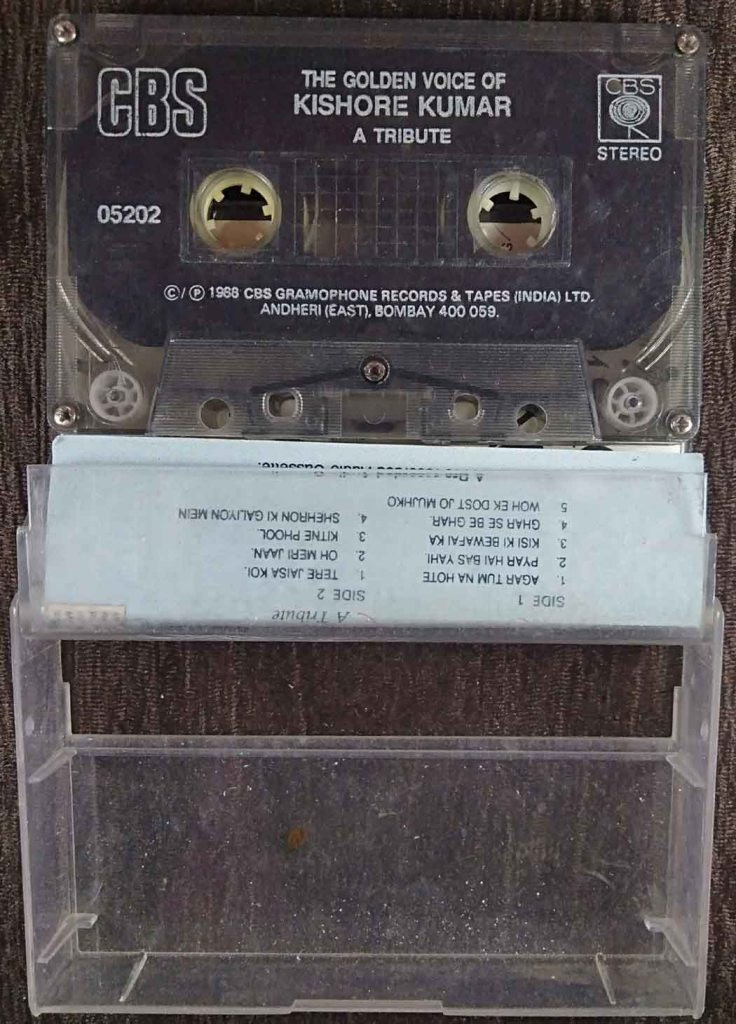 CBS
THE GOLDEN VOICE OF
KISHORE KUMAR
A TRIBUTE
CBS
STEREO
05202
©/℗ 1988 CBS GRAMOPHONE RECORDS & TAPES (INDIA) LTD.
ANDHERI (EAST), BOMBAY 400 059.
A Tribute
SIDE 1
1. AGAR TUM NA HOTE
2. PYAR HAI BAS YAHI.
3. KISI KI BEWAFAI KA
4. GHAR SE BE GHAR.
5 WOH EK DOST JO MUJHKO
SIDE 2
1. TERE JAISA KOI.
2. OH MERI JAAN.
3. KITNE PHOOL
4. SHEHRON KI GALIYON MEIN
Audio Cassette.